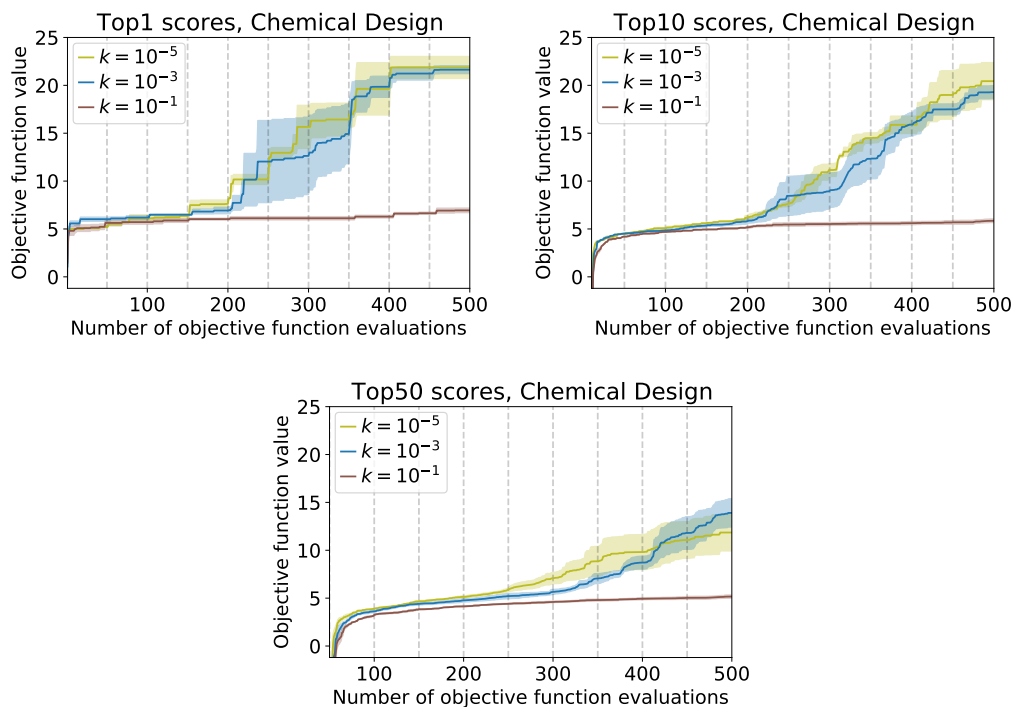 Top1 scores, Chemical Design
Objective function value
25
20
15
10
5
0
k = 10⁻⁵
k = 10⁻³
k = 10⁻¹
100 200 300 400 500
Number of objective function evaluations
Top10 scores, Chemical Design
Objective function value
25
20
15
10
5
0
k = 10⁻⁵
k = 10⁻³
k = 10⁻¹
100 200 300 400 500
Number of objective function evaluations
Top50 scores, Chemical Design
Objective function value
25
20
15
10
5
0
k = 10⁻⁵
k = 10⁻³
k = 10⁻¹
100 200 300 400 500
Number of objective function evaluations